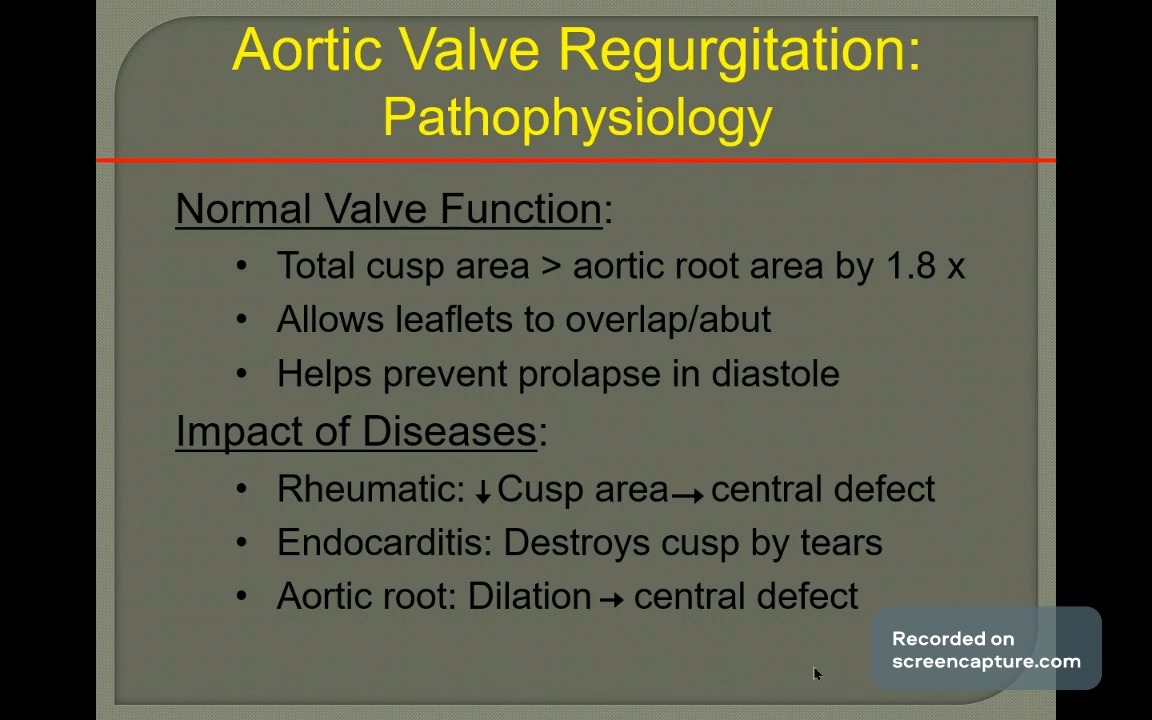 Aortic Valve Regurgitation:
Pathophysiology
Normal Valve Function:
• Total cusp area > aortic root area by 1.8 x
• Allows leaflets to overlap/abut
• Helps prevent prolapse in diastole
Impact of Diseases:
• Rheumatic: ↓ Cusp area → central defect
• Endocarditis: Destroys cusp by tears
• Aortic root: Dilation → central defect
Recorded on
screencapture.com